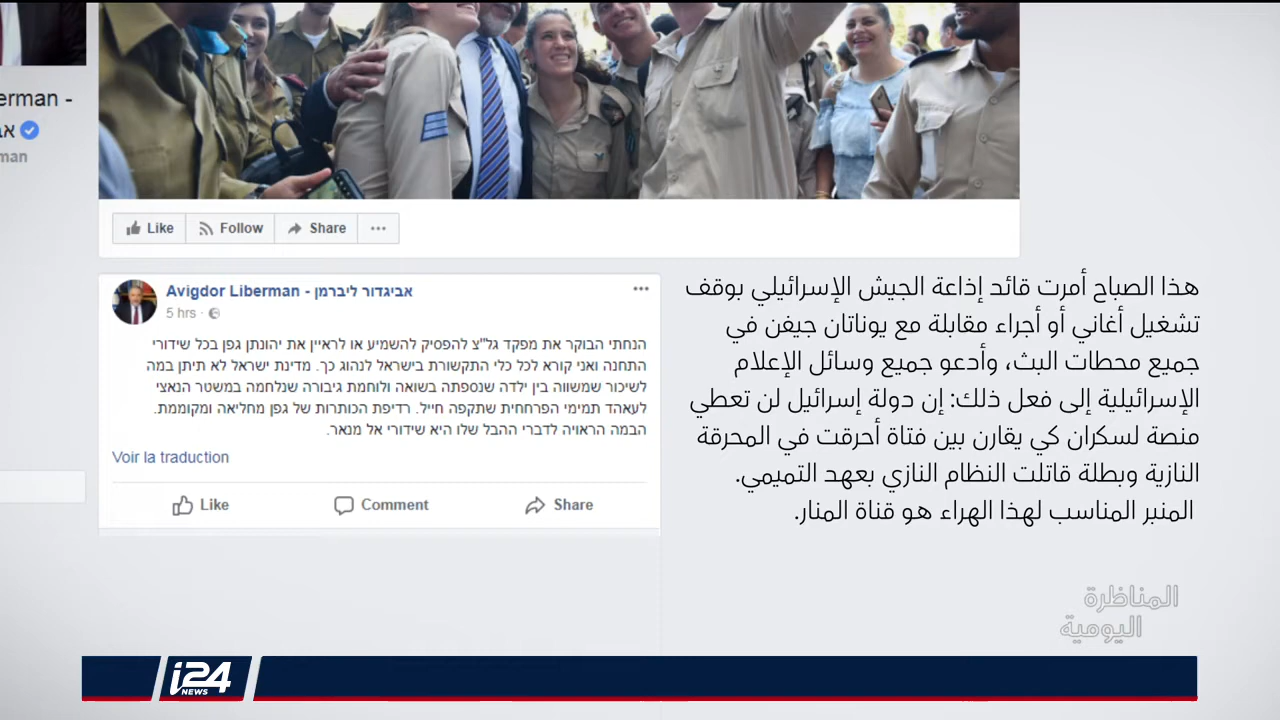 erman -
אב
man
Like
Follow
Share
Avigdor Liberman - אביגדור ליברמן
5 hrs ·
הנחתי הבוקר את מפקד גל"צ להפסיק להשמיע או לראיין את יהונתן גפן בכל שידורי
התחנה ואני קורא לכל כלי התקשורת בישראל לנהוג כך. מדינת ישראל לא תיתן במה
לשיכור שמשווה בין ילדה שנספתה בשואה ולוחמת גיבורה שנלחמה במשטר הנאצי
לעאהד תמימי הפרחחית שתקפה חייל. רדיפת הכותרות של גפן מחליאה ומקוממת.
הבמה הראויה לדברי ההבל שלו היא שידורי אל מנאר.
Voir la traduction
Like
Comment
Share
هذا الصباح أمرت قائد إذاعة الجيش الإسرائيلي بوقف
تشغيل أغاني أو أجراء مقابلة مع يوناتان جيفن في
جميع محطات البث، وأدعو جميع وسائل الإعلام
الإسرائيلية إلى فعل ذلك: إن دولة إسرائيل لن تعطي
منصة لسكران كي يقارن بين فتاة أحرقت في المحرقة
النازية وبطلة قاتلت النظام النازي بعهد التميمي.
المنبر المناسب لهذا الهراء هو قناة المنار.
المناظرة
اليومية
i24
NEWS